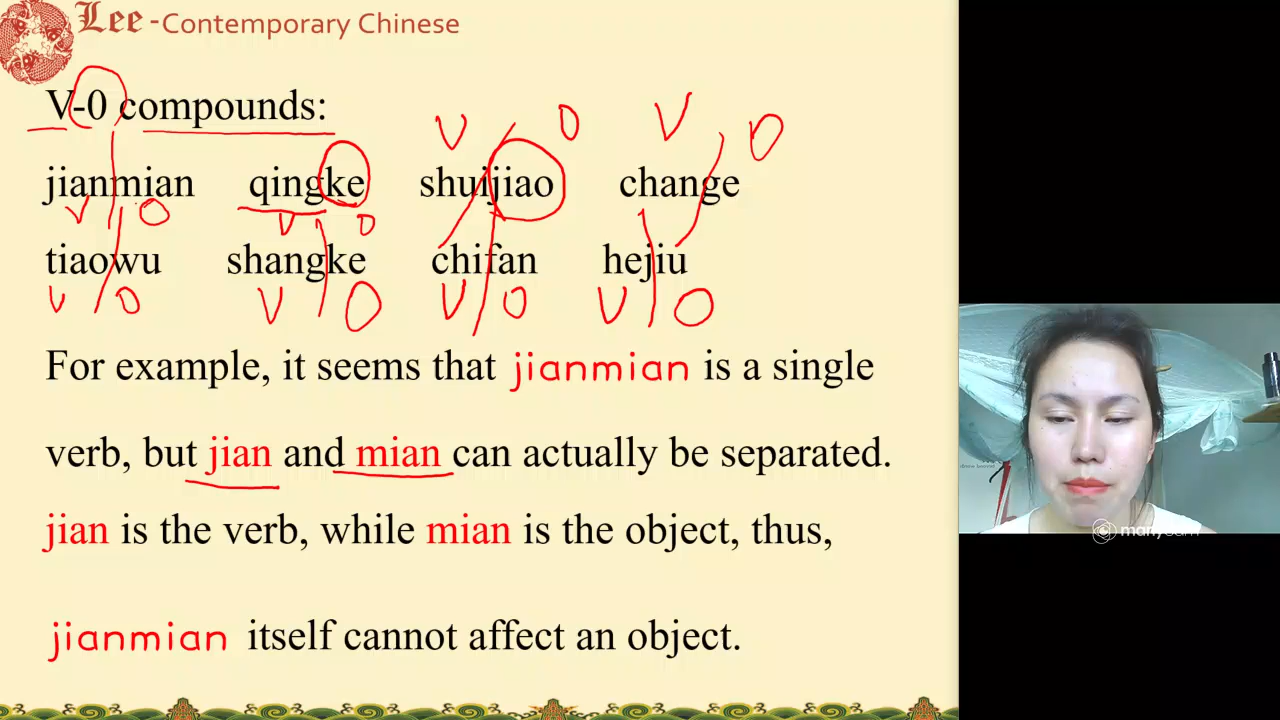 Lee -Contemporary Chinese
V-0 compounds:
V O V O
jianmian qingke shuijiao change
V O V O
tiaowu shangke chifan hejiu
V O V O V O V O
For example, it seems that jianmian is a single
verb, but jian and mian can actually be separated.
jian is the verb, while mian is the object, thus,
jianmian itself cannot affect an object.
manycam